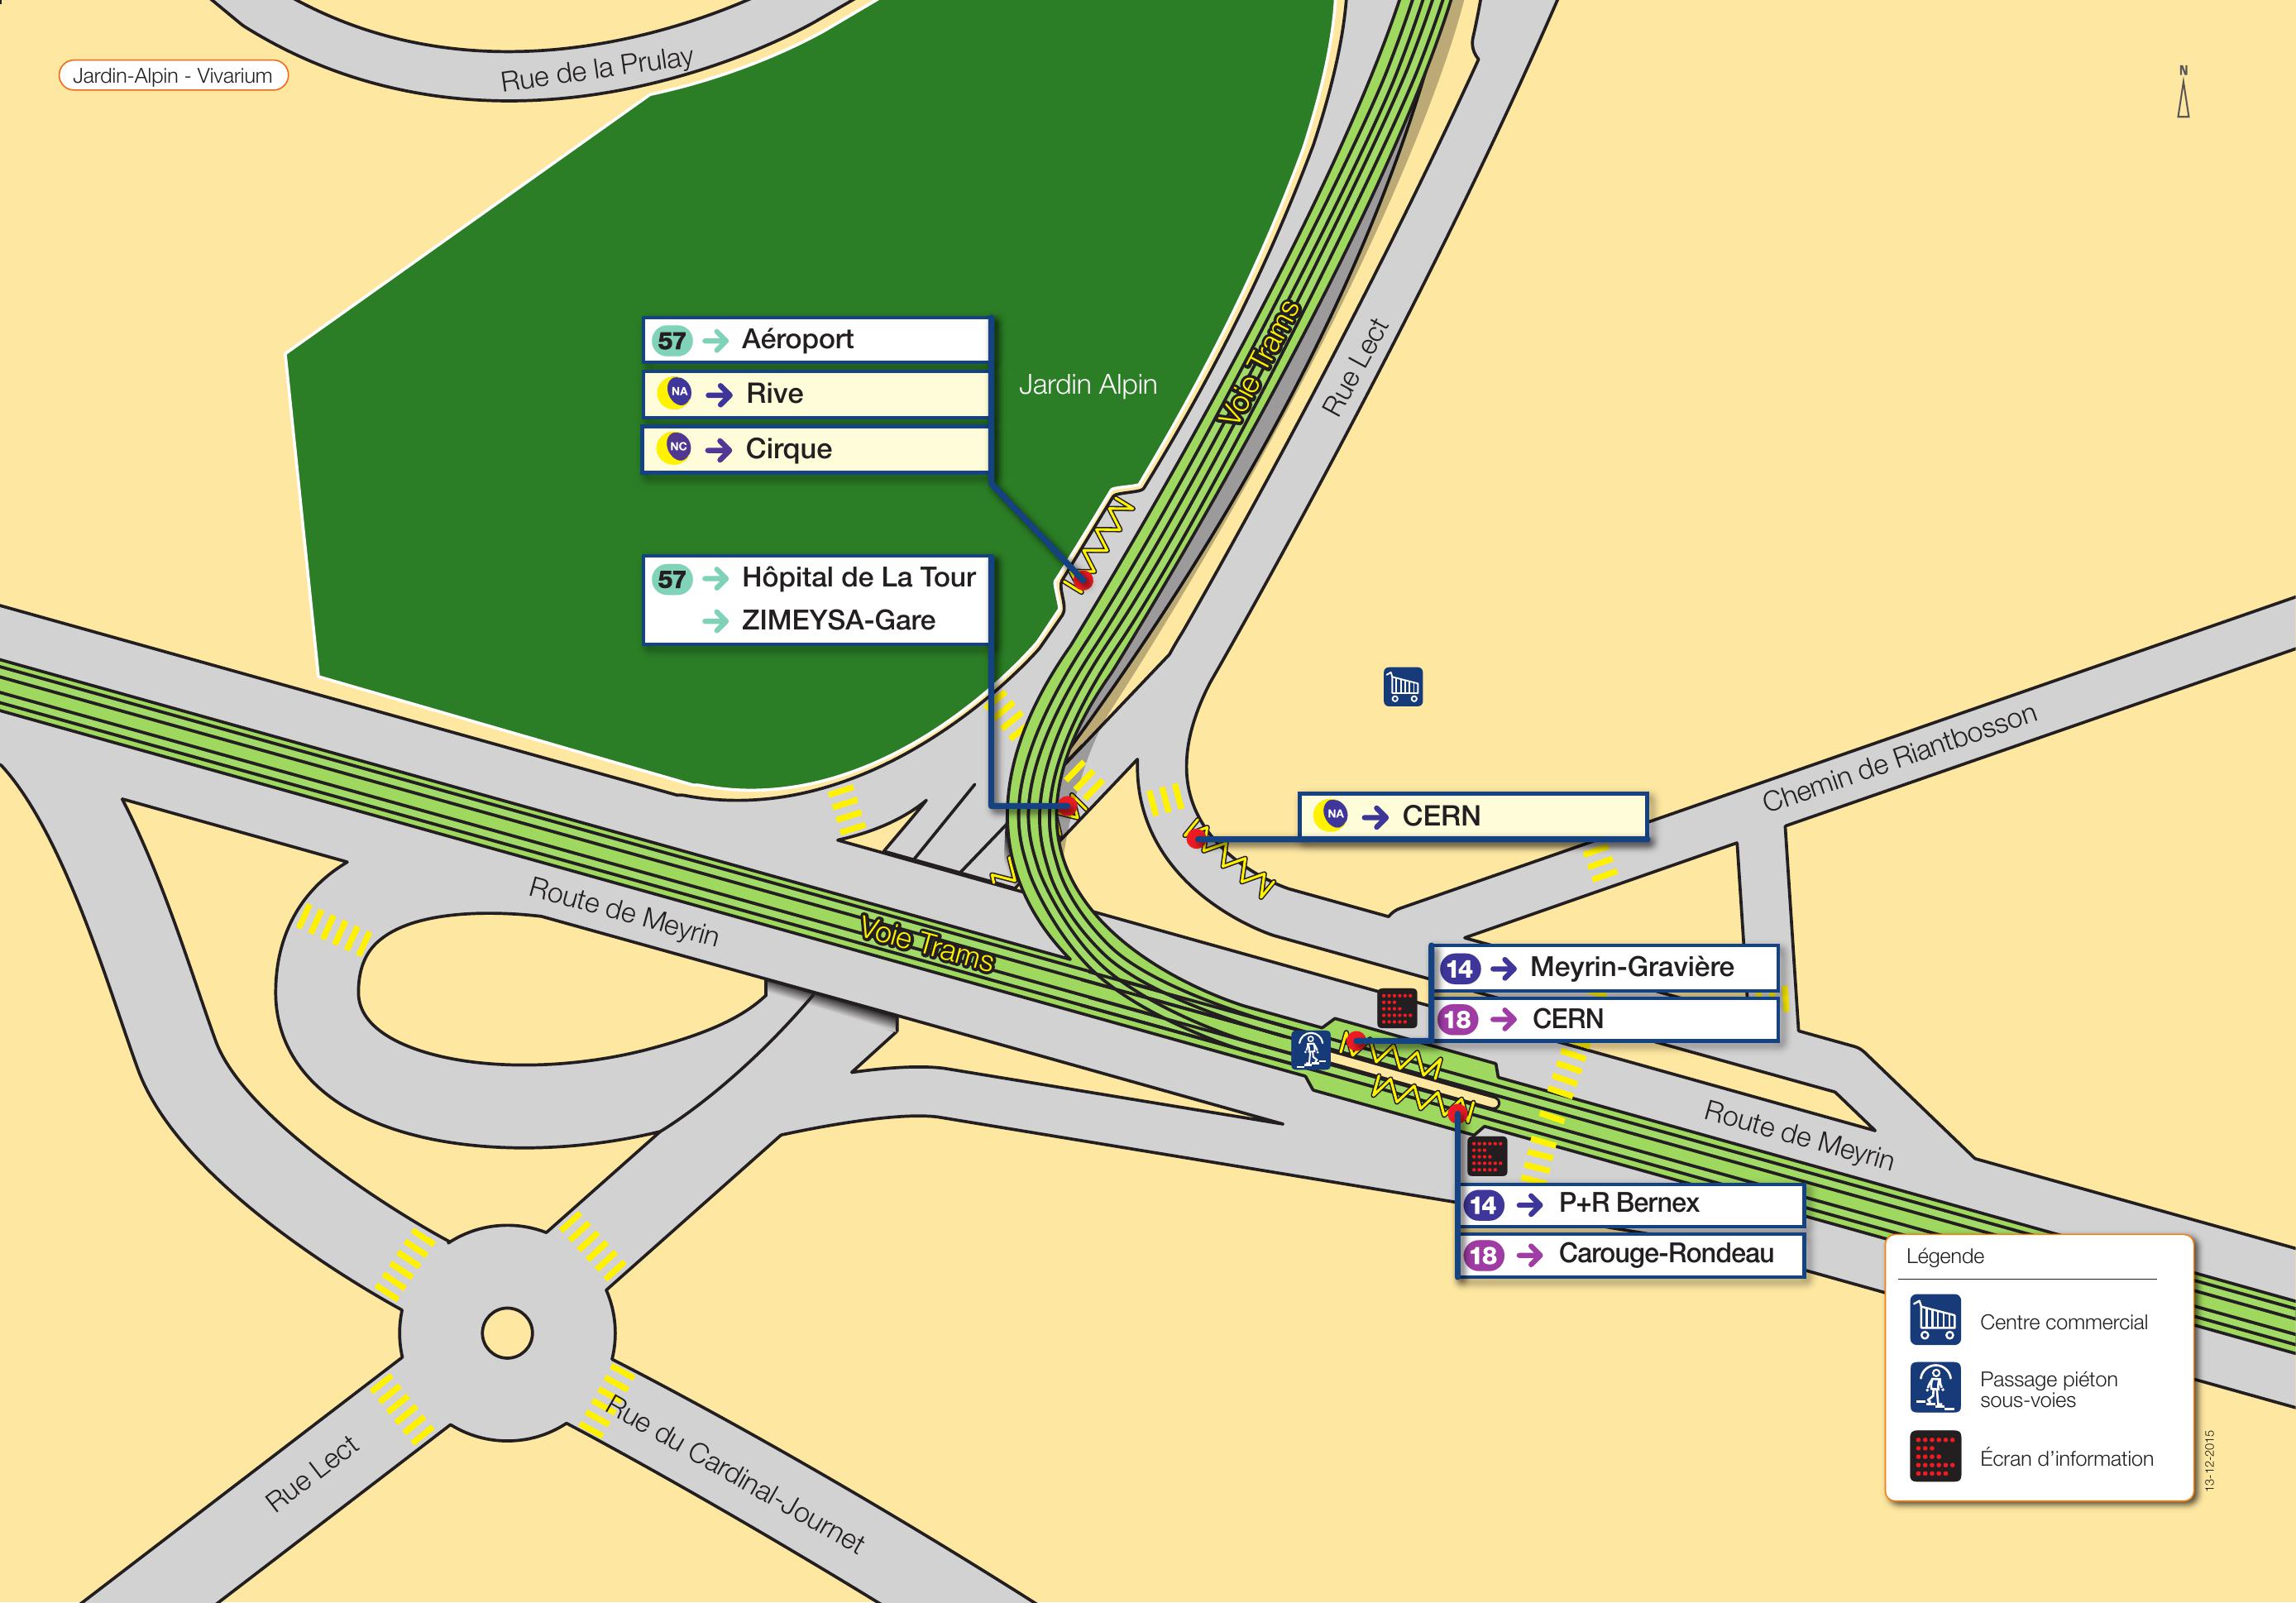 Jardin-Alpin - Vivarium
Rue de la Prulay
N
57 → Aéroport
NA → Rive
NC → Cirque
Jardin Alpin
Voie Trams
Rue Lect
57 → Hôpital de La Tour
→ ZIMEYSA-Gare
Chemin de Riantbosson
NA → CERN
Route de Meyrin
Voie Trams
14 → Meyrin-Gravière
18 → CERN
Route de Meyrin
14 → P+R Bernex
18 → Carouge-Rondeau
Rue Lect
Rue du Cardinal-Journet
Légende
Centre commercial
Passage piéton
sous-voies
Écran d'information
13-12-2015